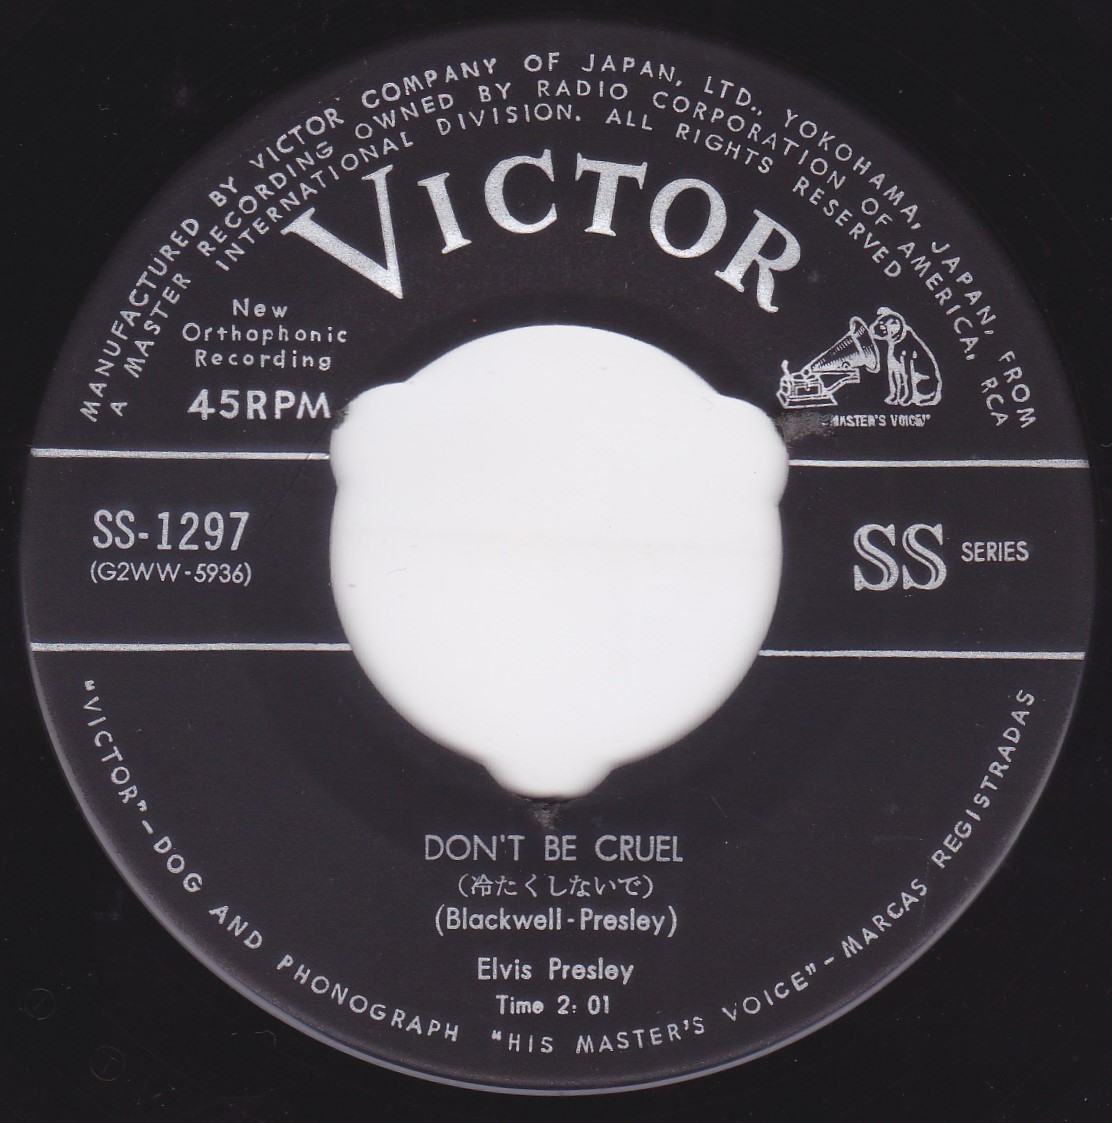 MANUFACTURED BY VICTOR COMPANY OF JAPAN, LTD., YOKOHAMA, JAPAN, FROM
A MASTER RECORDING OWNED BY RADIO CORPORATION OF AMERICA, RCA
INTERNATIONAL DIVISION. ALL RIGHTS RESERVED
VICTOR
New
Orthophonic
Recording
45RPM
MASTER'S VOICE"
SS-1297
(G2WW-5936)
SS SERIES
DON'T BE CRUEL
(冷たくしないで)
(Blackwell-Presley)
Elvis Presley
Time 2:01
"VICTOR"–DOG AND PHONOGRAPH "HIS MASTER'S VOICE"–MARCAS REGISTRADAS